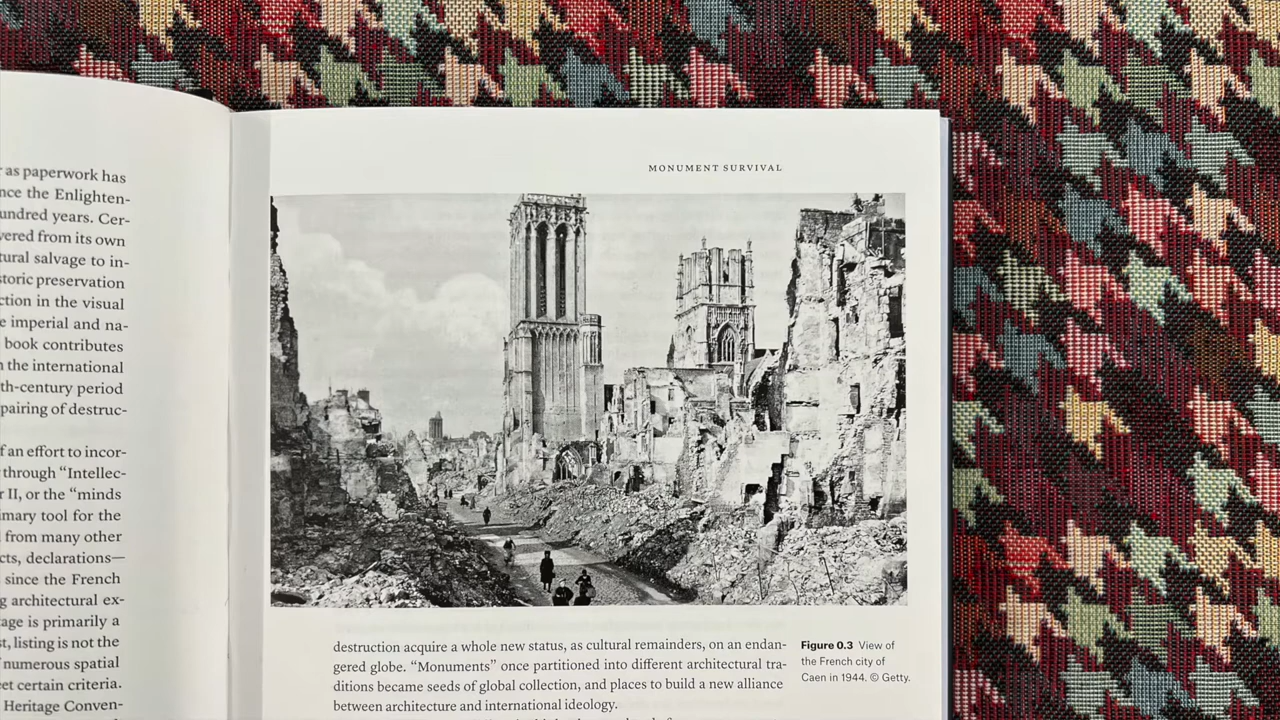 r as paperwork has
nce the Enlighten-
undred years. Cer-
vered from its own
tural salvage to in-
storic preservation
ction in the visual
e imperial and na-
book contributes
n the international
th-century period
pairing of destruc-
f an effort to incor-
through “Intellec-
r II, or the “minds
imary tool for the
from many other
cts, declarations—
since the French
g architectural ex-
age is primarily a
st, listing is not the
numerous spatial
et certain criteria.
Heritage Conven-
MONUMENT SURVIVAL
destruction acquire a whole new status, as cultural remainders, on an endan-
gered globe. “Monuments” once partitioned into different architectural tra-
ditions became seeds of global collection, and places to build a new alliance
between architecture and international ideology.
Figure 0.3 View of
the French city of
Caen in 1944. © Getty.